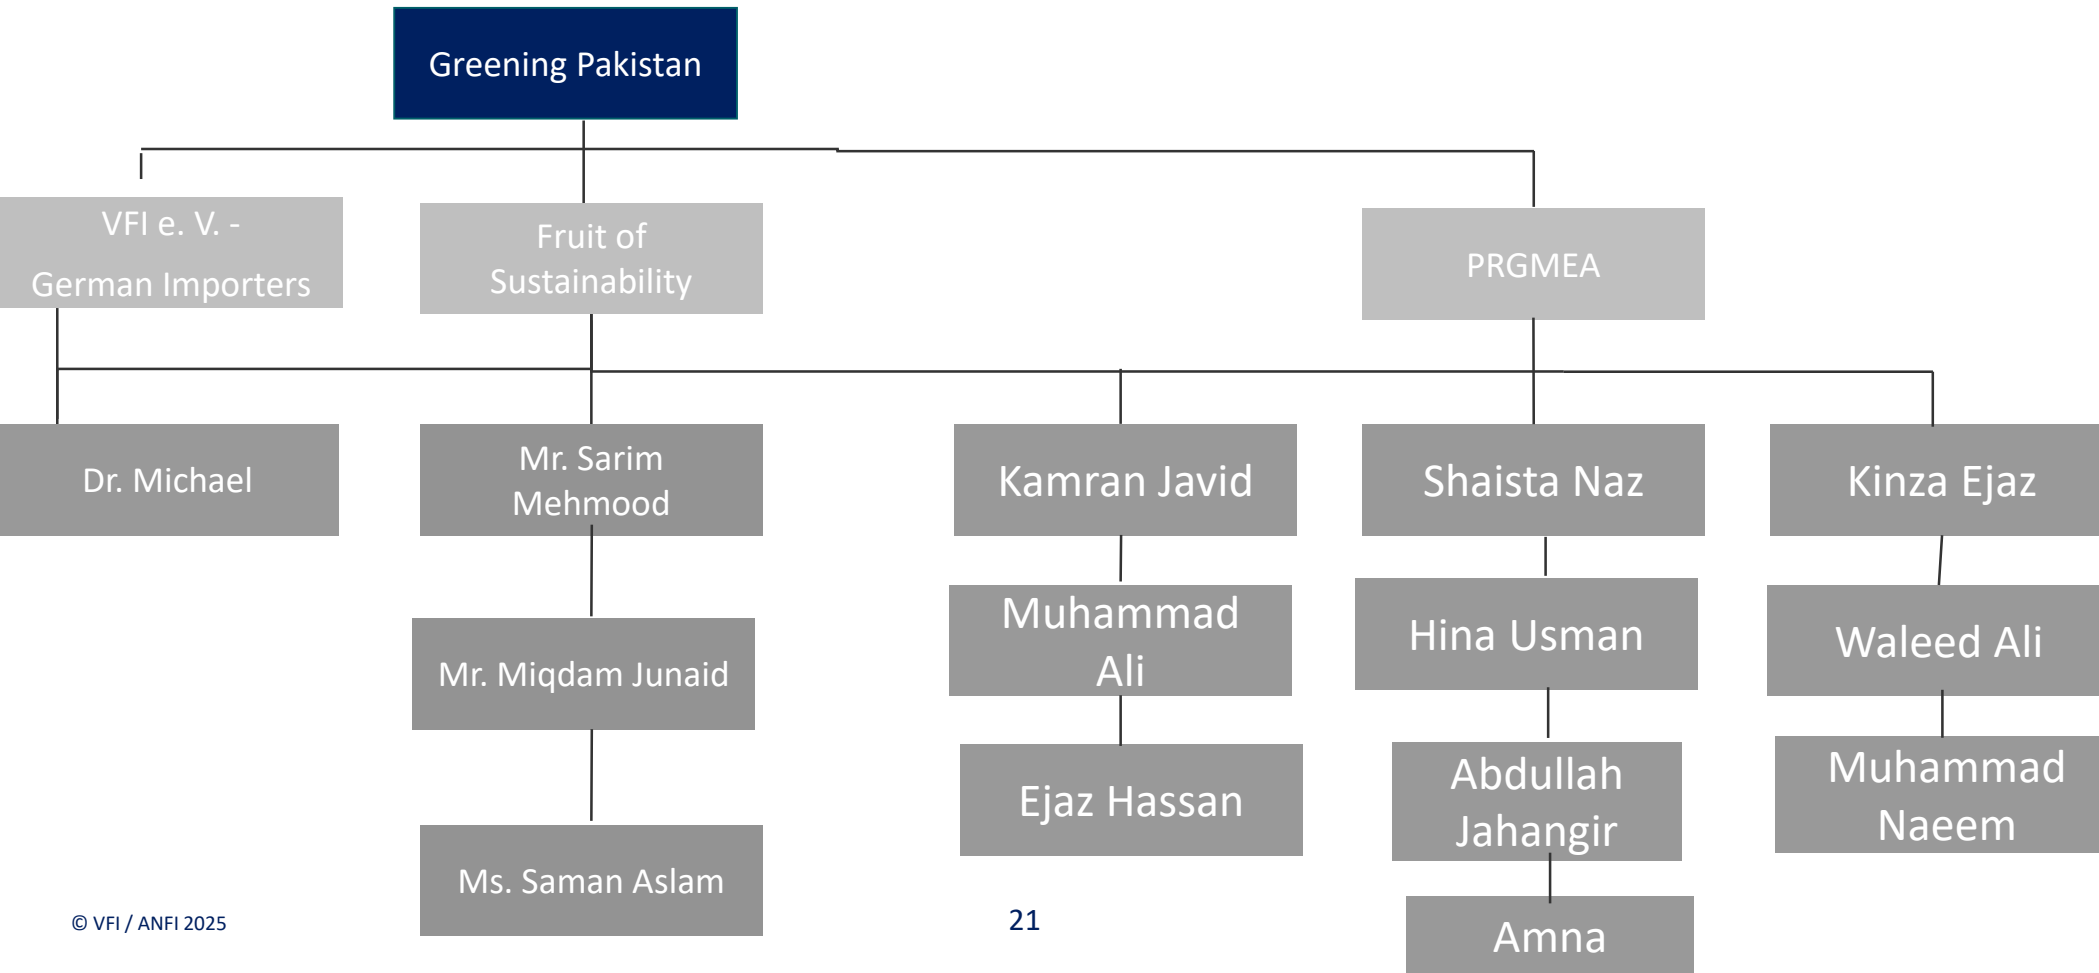 Greening Pakistan
VFI e. V. -
German Importers
Fruit of
Sustainability
PRGMEA
Dr. Michael
Mr. Sarim
Mehmood
Kamran Javid
Shaista Naz
Kinza Ejaz
Muhammad
Ali
Hina Usman
Waleed Ali
Mr. Miqdam Junaid
Ejaz Hassan
Abdullah
Jahangir
Muhammad
Naeem
Ms. Saman Aslam
Amna
© VFI / ANFI 2025
21